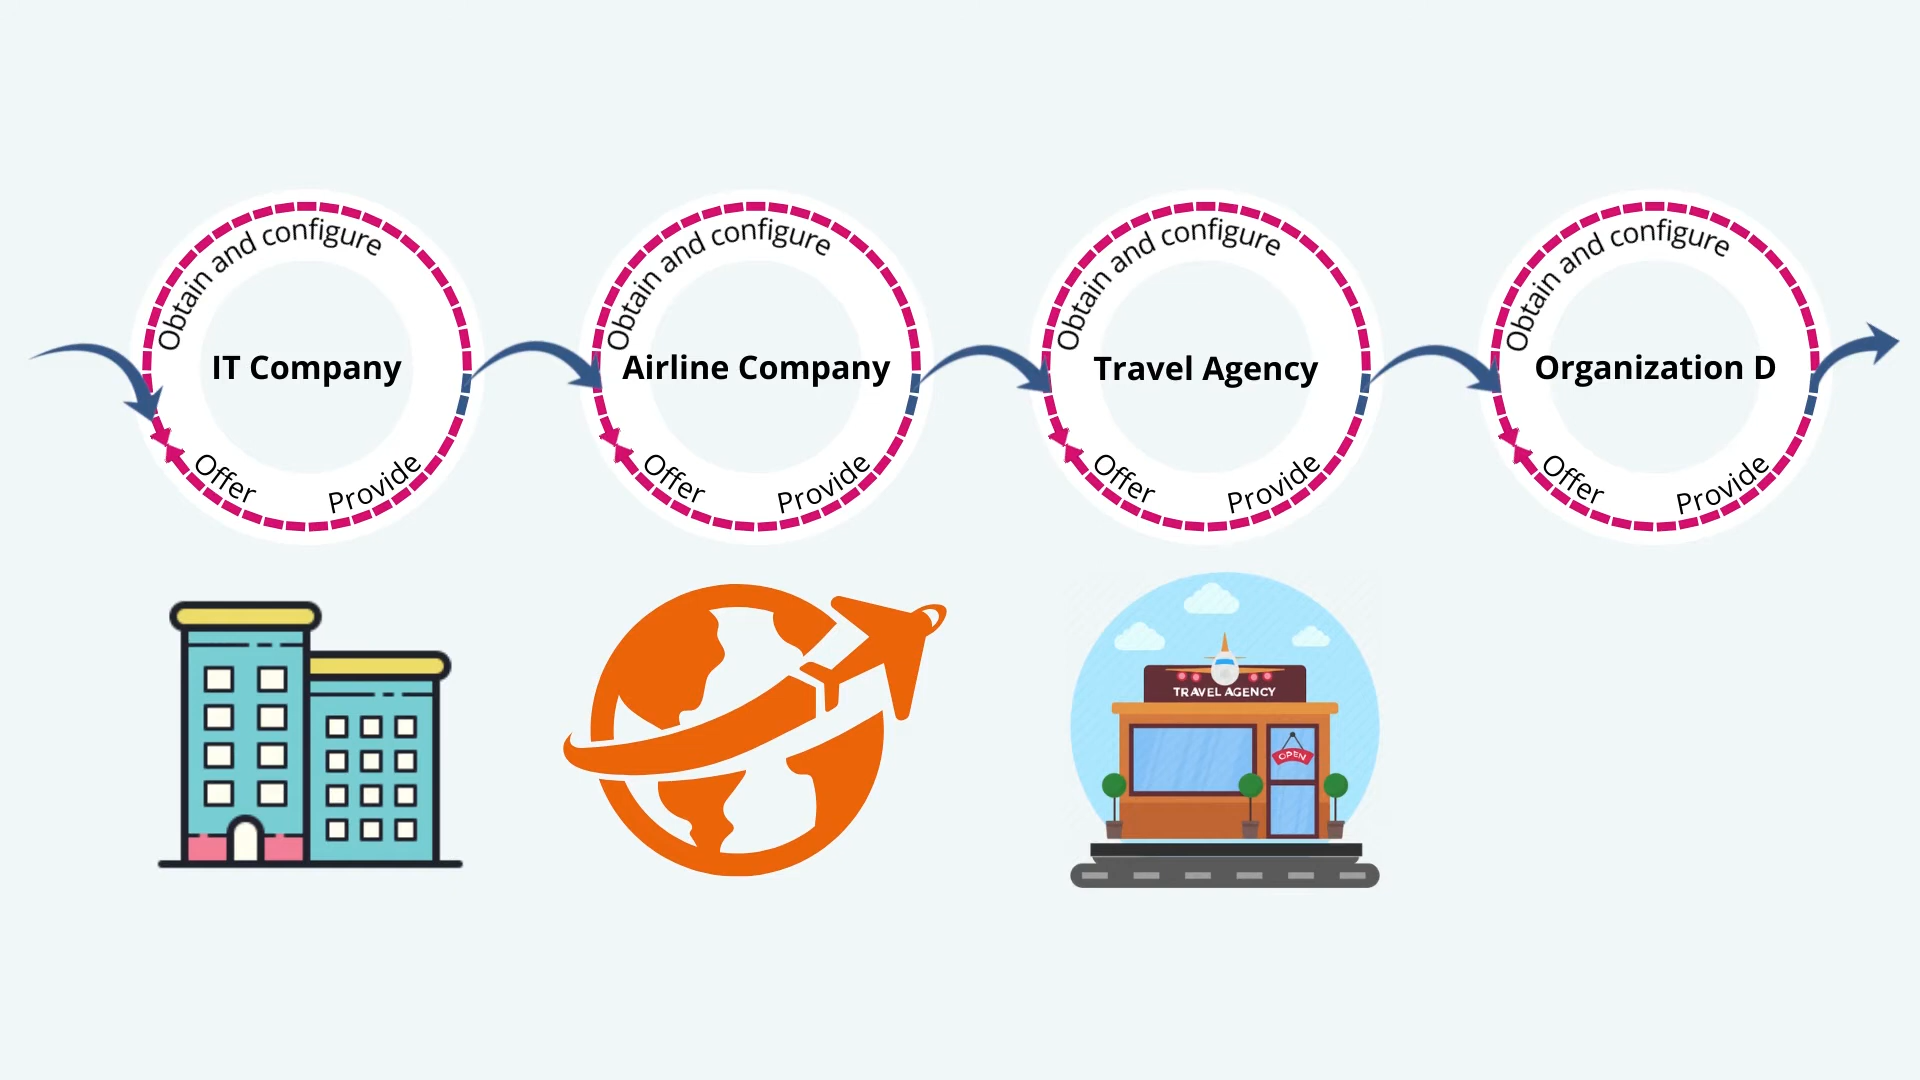 Obtain and configure
IT Company
Offer
Provide
Obtain and configure
Airline Company
Offer
Provide
Obtain and configure
Travel Agency
Offer
Provide
Obtain and configure
Organization D
Offer
Provide
TRAVEL AGENCY
OPEN